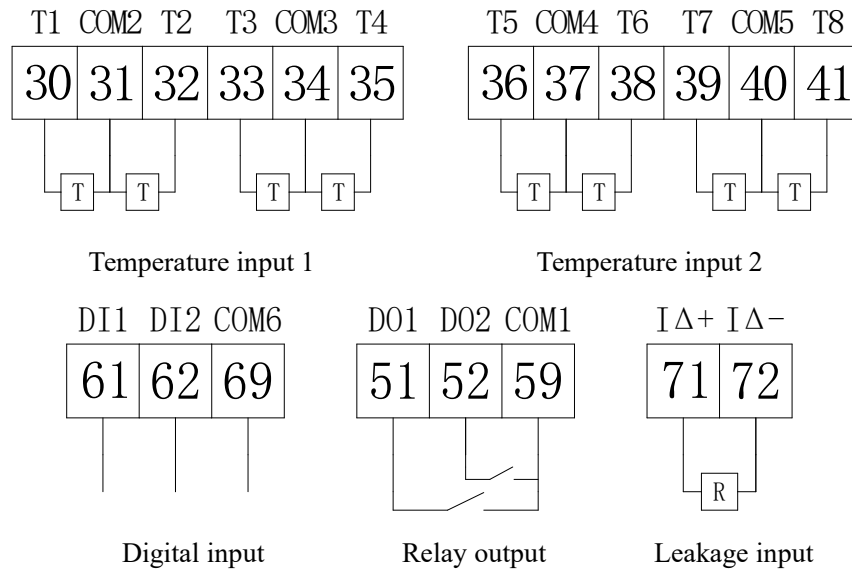 T1 COM2 T2 T3 COM3 T4 T5 COM4 T6 T7 COM5 T8
30 31 32 33 34 35 36 37 38 39 40 41
T T T T T T T T
Temperature input 1 Temperature input 2
DI1 DI2 COM6 DO1 DO2 COM1 IΔ+ IΔ-
61 62 69 51 52 59 71 72
R
Digital input Relay output Leakage input